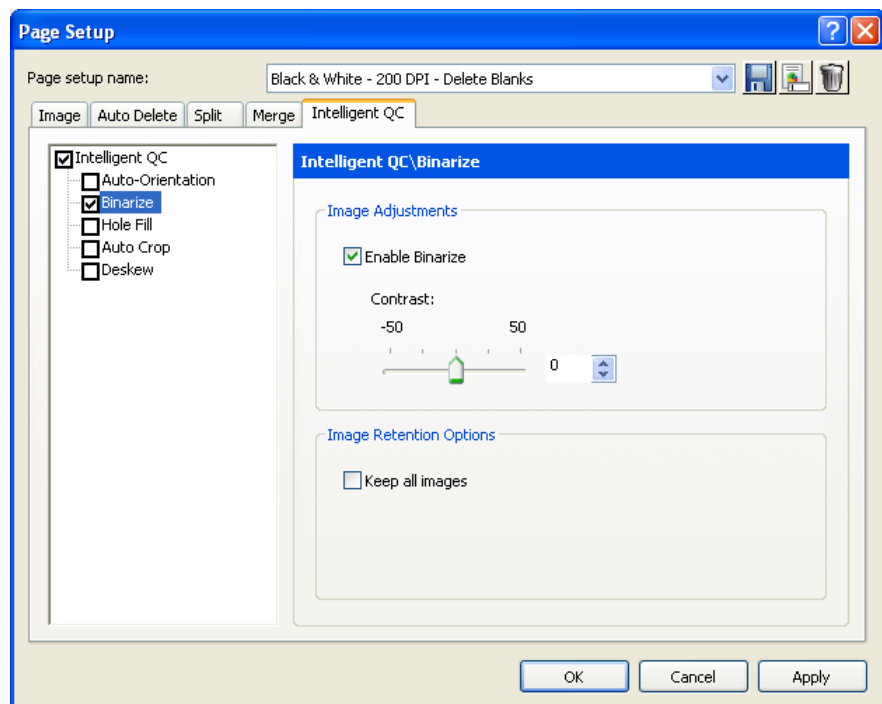 Page Setup
Page setup name: Black & White - 200 DPI - Delete Blanks
Image Auto Delete Split Merge Intelligent QC
Intelligent QC
Auto-Orientation
Binarize
Hole Fill
Auto Crop
Deskew
Intelligent QC\Binarize
Image Adjustments
Enable Binarize
Contrast:
-50 50
0
Image Retention Options
Keep all images
OK Cancel Apply